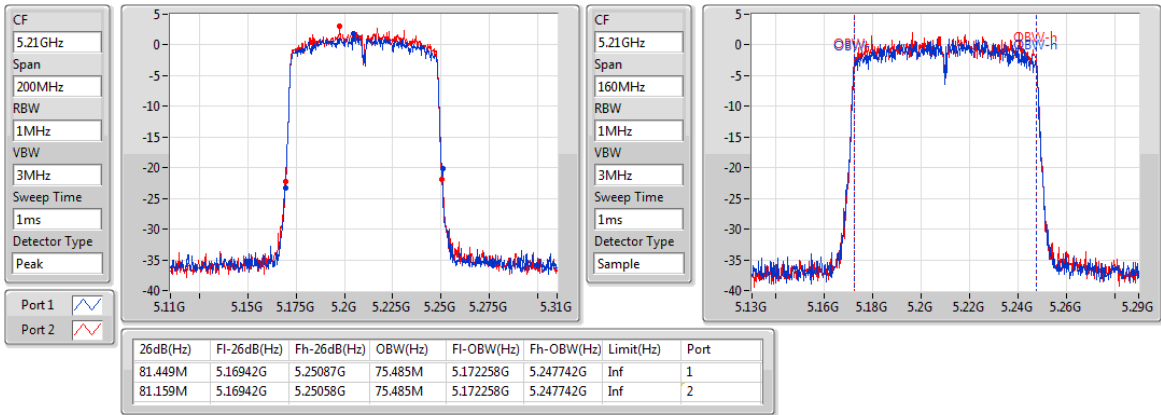 CF
5.21GHz
Span
200MHz
RBW
1MHz
VBW
3MHz
Sweep Time
1ms
Detector Type
Peak
Port 1
Port 2
5
0
-5
-10
-15
-20
-25
-30
-35
-40
5.11G 5.175G 5.2G 5.225G 5.25G 5.275G 5.31G
CF
5.21GHz
Span
160MHz
RBW
1MHz
VBW
3MHz
Sweep Time
1ms
Detector Type
Sample
5
0
-5
-10
-15
-20
-25
-30
-35
-40
OBW-h
OBW-h
5.13G 5.16G 5.18G 5.2G 5.22G 5.24G 5.26G 5.29G
26dB(Hz) Fl-26dB(Hz) Fh-26dB(Hz) OBW(Hz) Fl-OBW(Hz) Fh-OBW(Hz) Limit(Hz) Port
81.449M 5.16942G 5.25087G 75.485M 5.172258G 5.247742G Inf 1
81.159M 5.16942G 5.25058G 75.485M 5.172258G 5.247742G Inf 2